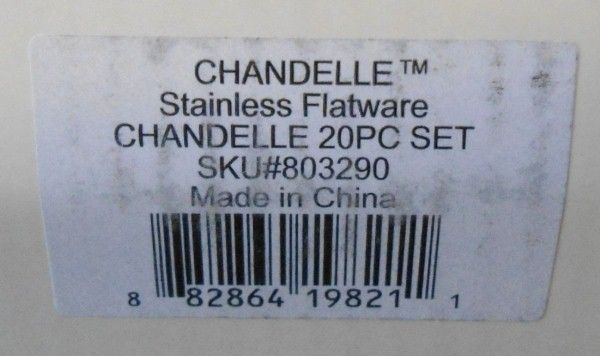 CHANDELLE™
Stainless Flatware
CHANDELLE 20PC SET
SKU#803290
Made in China
8 82864 19821 1